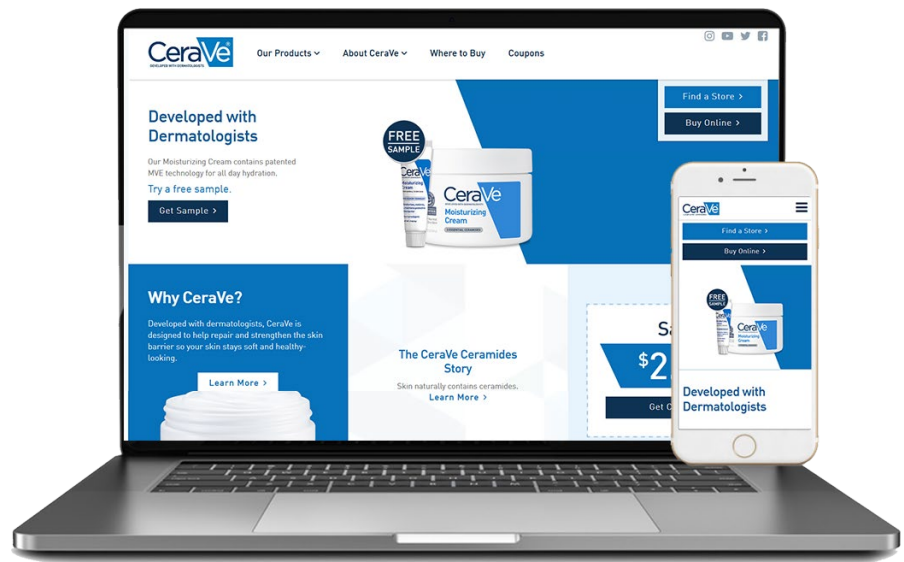 CeraVe®
DEVELOPED WITH DERMATOLOGISTS
Our Products
About CeraVe
Where to Buy
Coupons
Find a Store >
Buy Online >
Developed with
Dermatologists
Our Moisturizing Cream contains patented
MVE technology for all day hydration.
Try a free sample.
Get Sample >
FREE
SAMPLE
CeraVe
Moisturizing
Cream
CeraVe
Moisturizing
Cream
Why CeraVe?
Developed with dermatologists, CeraVe is
designed to help repair and strengthen the skin
barrier so your skin stays soft and healthy-
looking.
Learn More >
The CeraVe Ceramides
Story
Skin naturally contains ceramides.
Learn More >
$2
Get
CeraVe
Find a Store >
Buy Online >
FREE
SAMPLE
CeraVe
Moisturizing
Cream
Developed with
Dermatologists